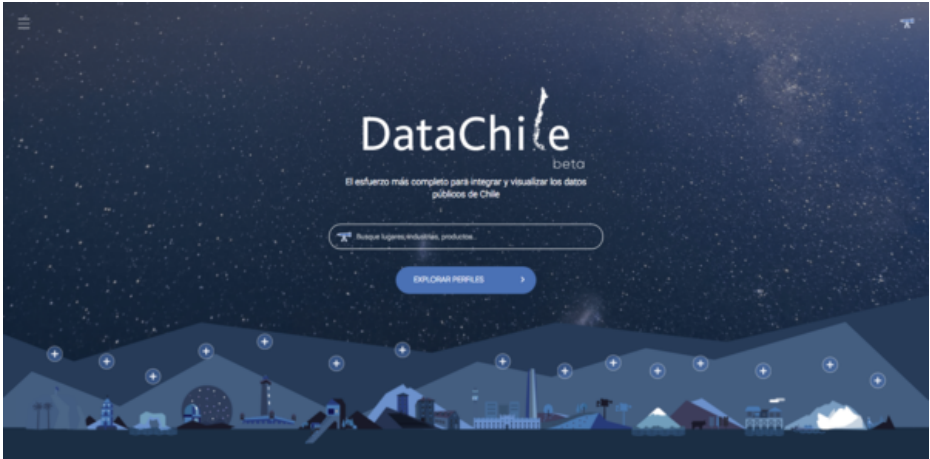 DataChile
beta
El esfuerzo más completo para integrar y visualizar los datos
públicos de Chile
Busque lugares, industrias, productos...
EXPLORAR PERFILES